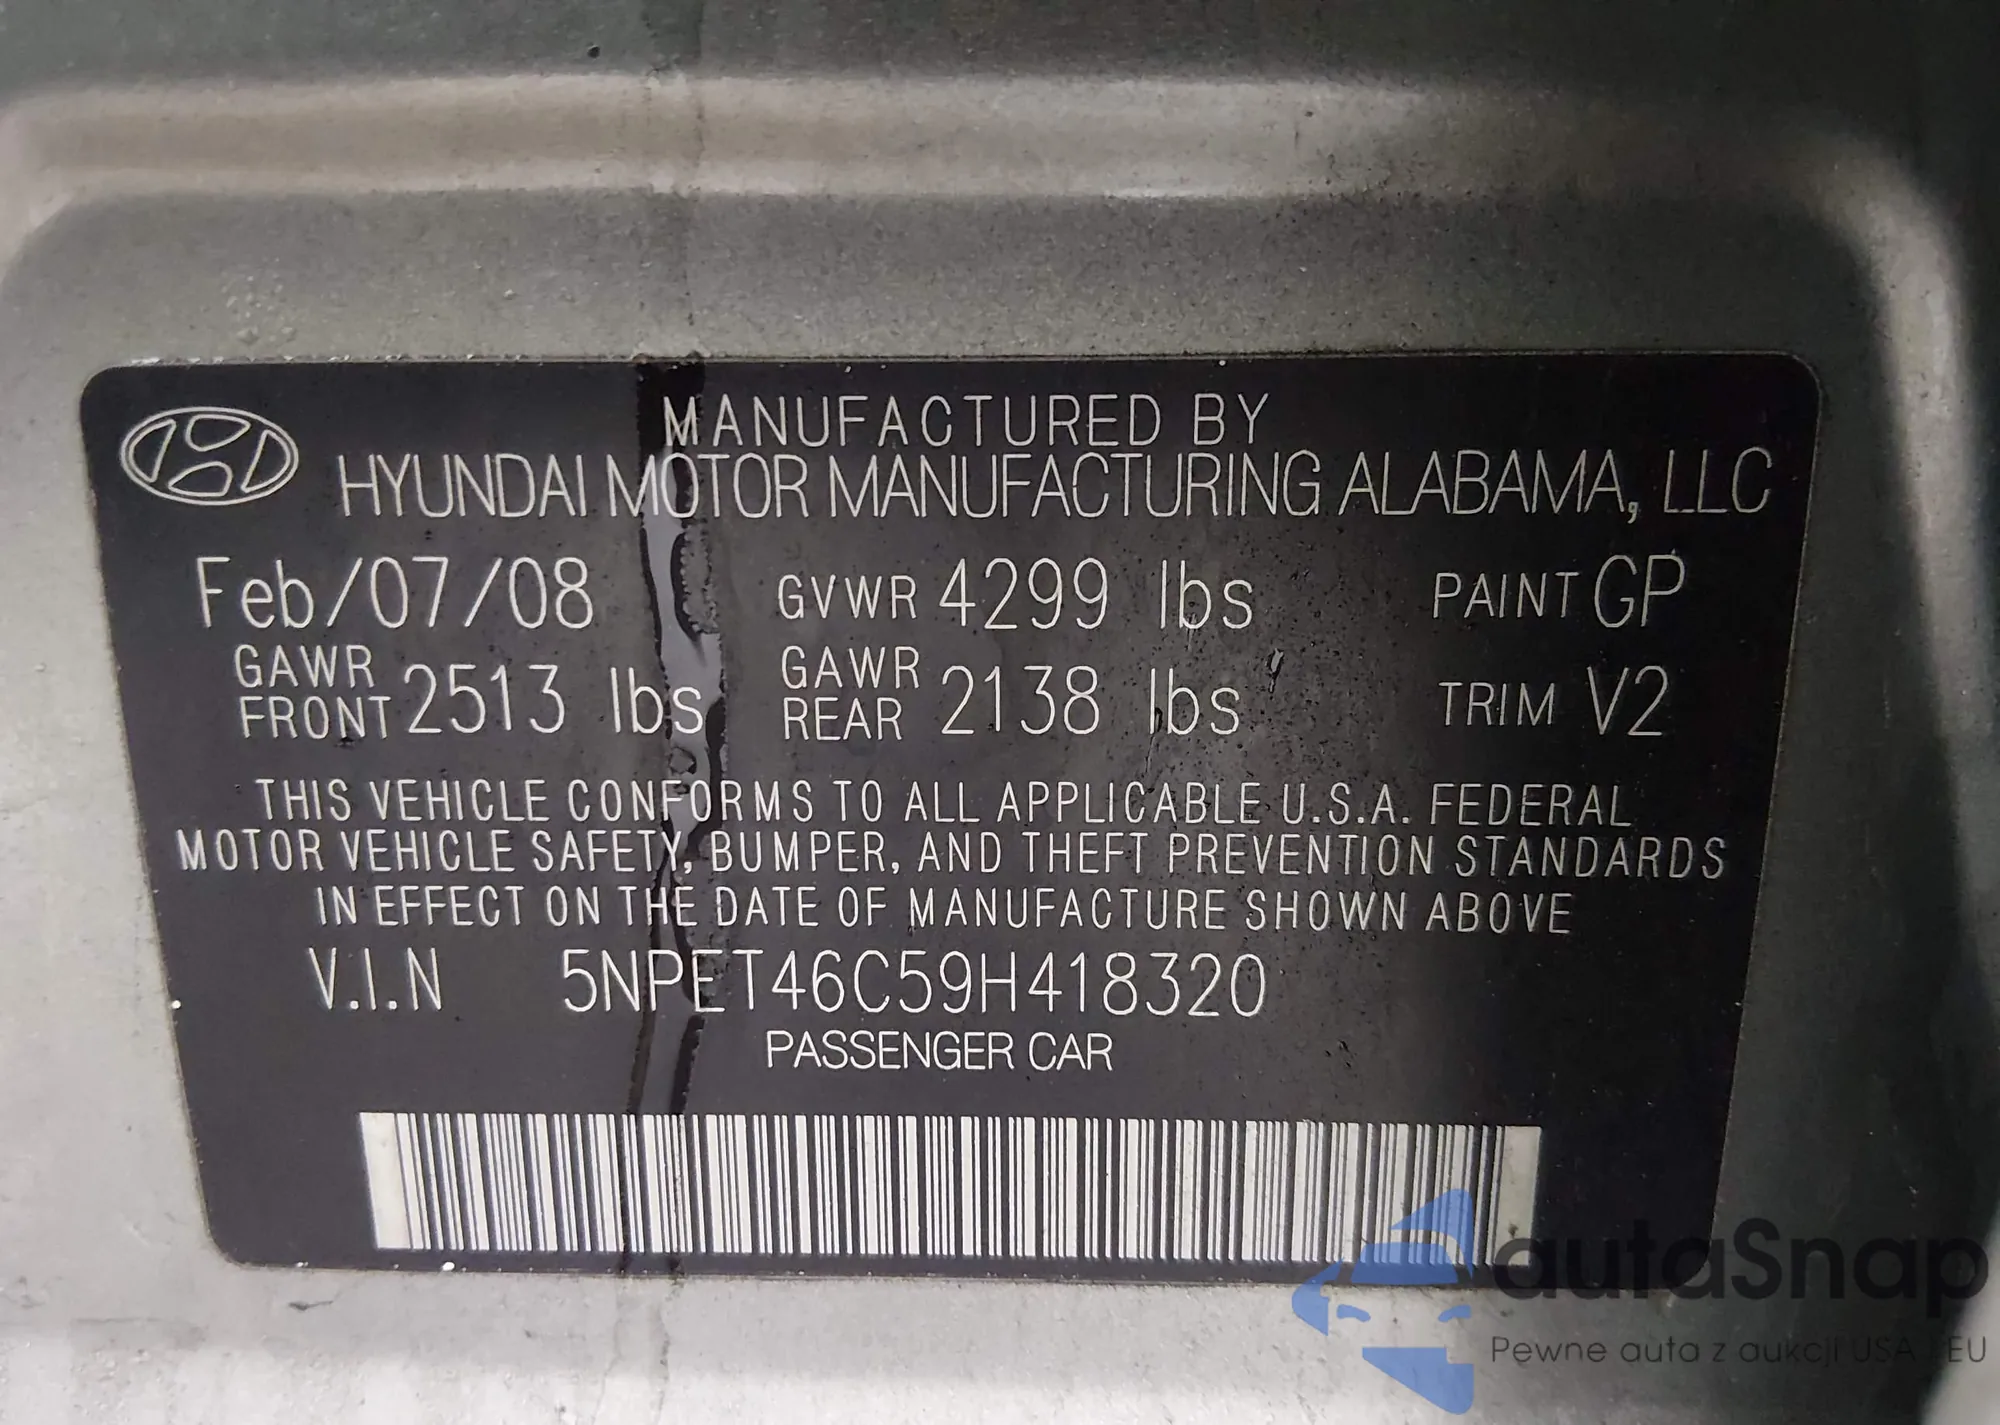 MANUFACTURED BY
HYUNDAI MOTOR MANUFACTURING ALABAMA, LLC
Feb/07/08 GVWR 4299 lbs PAINT GP
GAWR FRONT 2513 lbs GAWR REAR 2138 lbs TRIM V2
THIS VEHICLE CONFORMS TO ALL APPLICABLE U.S.A. FEDERAL
MOTOR VEHICLE SAFETY, BUMPER, AND THEFT PREVENTION STANDARDS
IN EFFECT ON THE DATE OF MANUFACTURE SHOWN ABOVE
V.I.N 5NPET46C59H418320
PASSENGER CAR
autaSnap
Pewne auta z aukcji USA i EU